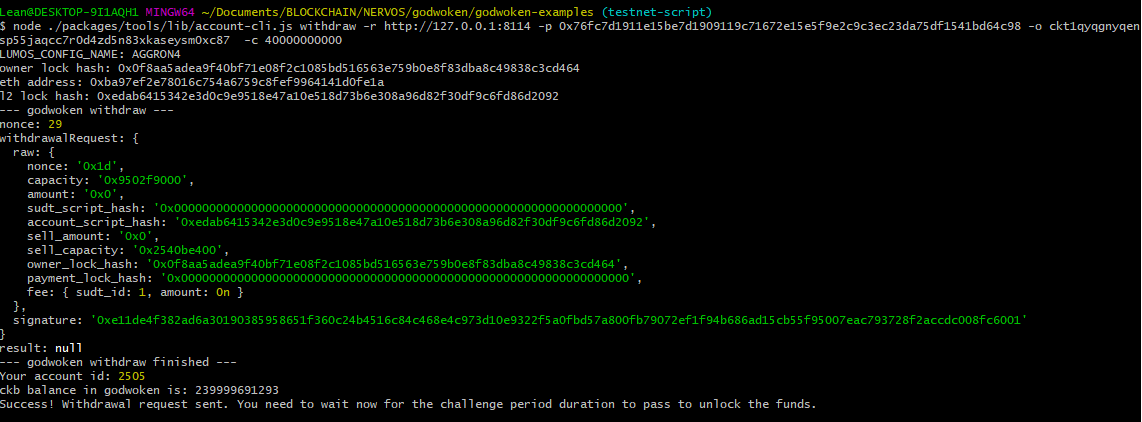 Lean@DESKTOP-9I1AQH1 MINGW64 ~/Documents/BLOCKCHAIN/NERVOS/godwoken/godwoken-examples (testnet-script)
$ node ./packages/tools/lib/account-cli.js withdraw -r http://127.0.0.1:8114 -p 0x76fc7d1911e15be7d1909119c71672e15e5f9e2c9c3ec23da75df1541bd64c98 -o ckt1qyqgnyqen
sp55jaqcc7r0d4zd5n83xkaseysm0xc87  -c 40000000000
LUMOS_CONFIG_NAME: AGGRON4
owner lock hash: 0x0f8aa5adea9f40bf71e08f2c1085bd516563e759b0e8f83dba8c49838c3cd464
eth address: 0xba97ef2e78016c754a6759c8fef9964141d0fe1a
l2 lock hash: 0xedab6415342e3d0c9e9518e47a10e518d73b6e308a96d82f30df9c6fd86d2092
--- godwoken withdraw ---
nonce: 29
withdrawalRequest: {
  raw: {
    nonce: '0x1d',
    capacity: '0x9502f9000',
    amount: '0x0',
    sudt_script_hash: '0x0000000000000000000000000000000000000000000000000000000000000000',
    account_script_hash: '0xedab6415342e3d0c9e9518e47a10e518d73b6e308a96d82f30df9c6fd86d2092',
    sell_amount: '0x0',
    sell_capacity: '0x2540be400',
    owner_lock_hash: '0x0f8aa5adea9f40bf71e08f2c1085bd516563e759b0e8f83dba8c49838c3cd464',
    payment_lock_hash: '0x0000000000000000000000000000000000000000000000000000000000000000',
    fee: { sudt_id: 1, amount: 0n }
  },
  signature: '0xe11de4f382ad6a30190385958651f360c24b4516c84c468e4c973d10e9322f5a0fbd57a800fb79072ef1f94b686ad15cb55f95007eac793728f2accdc008fc6001'
}
result: null
--- godwoken withdraw finished ---
Your account id: 2505
ckb balance in godwoken is: 239999691293
Success! Withdrawal request sent. You need to wait now for the challenge period duration to pass to unlock the funds.